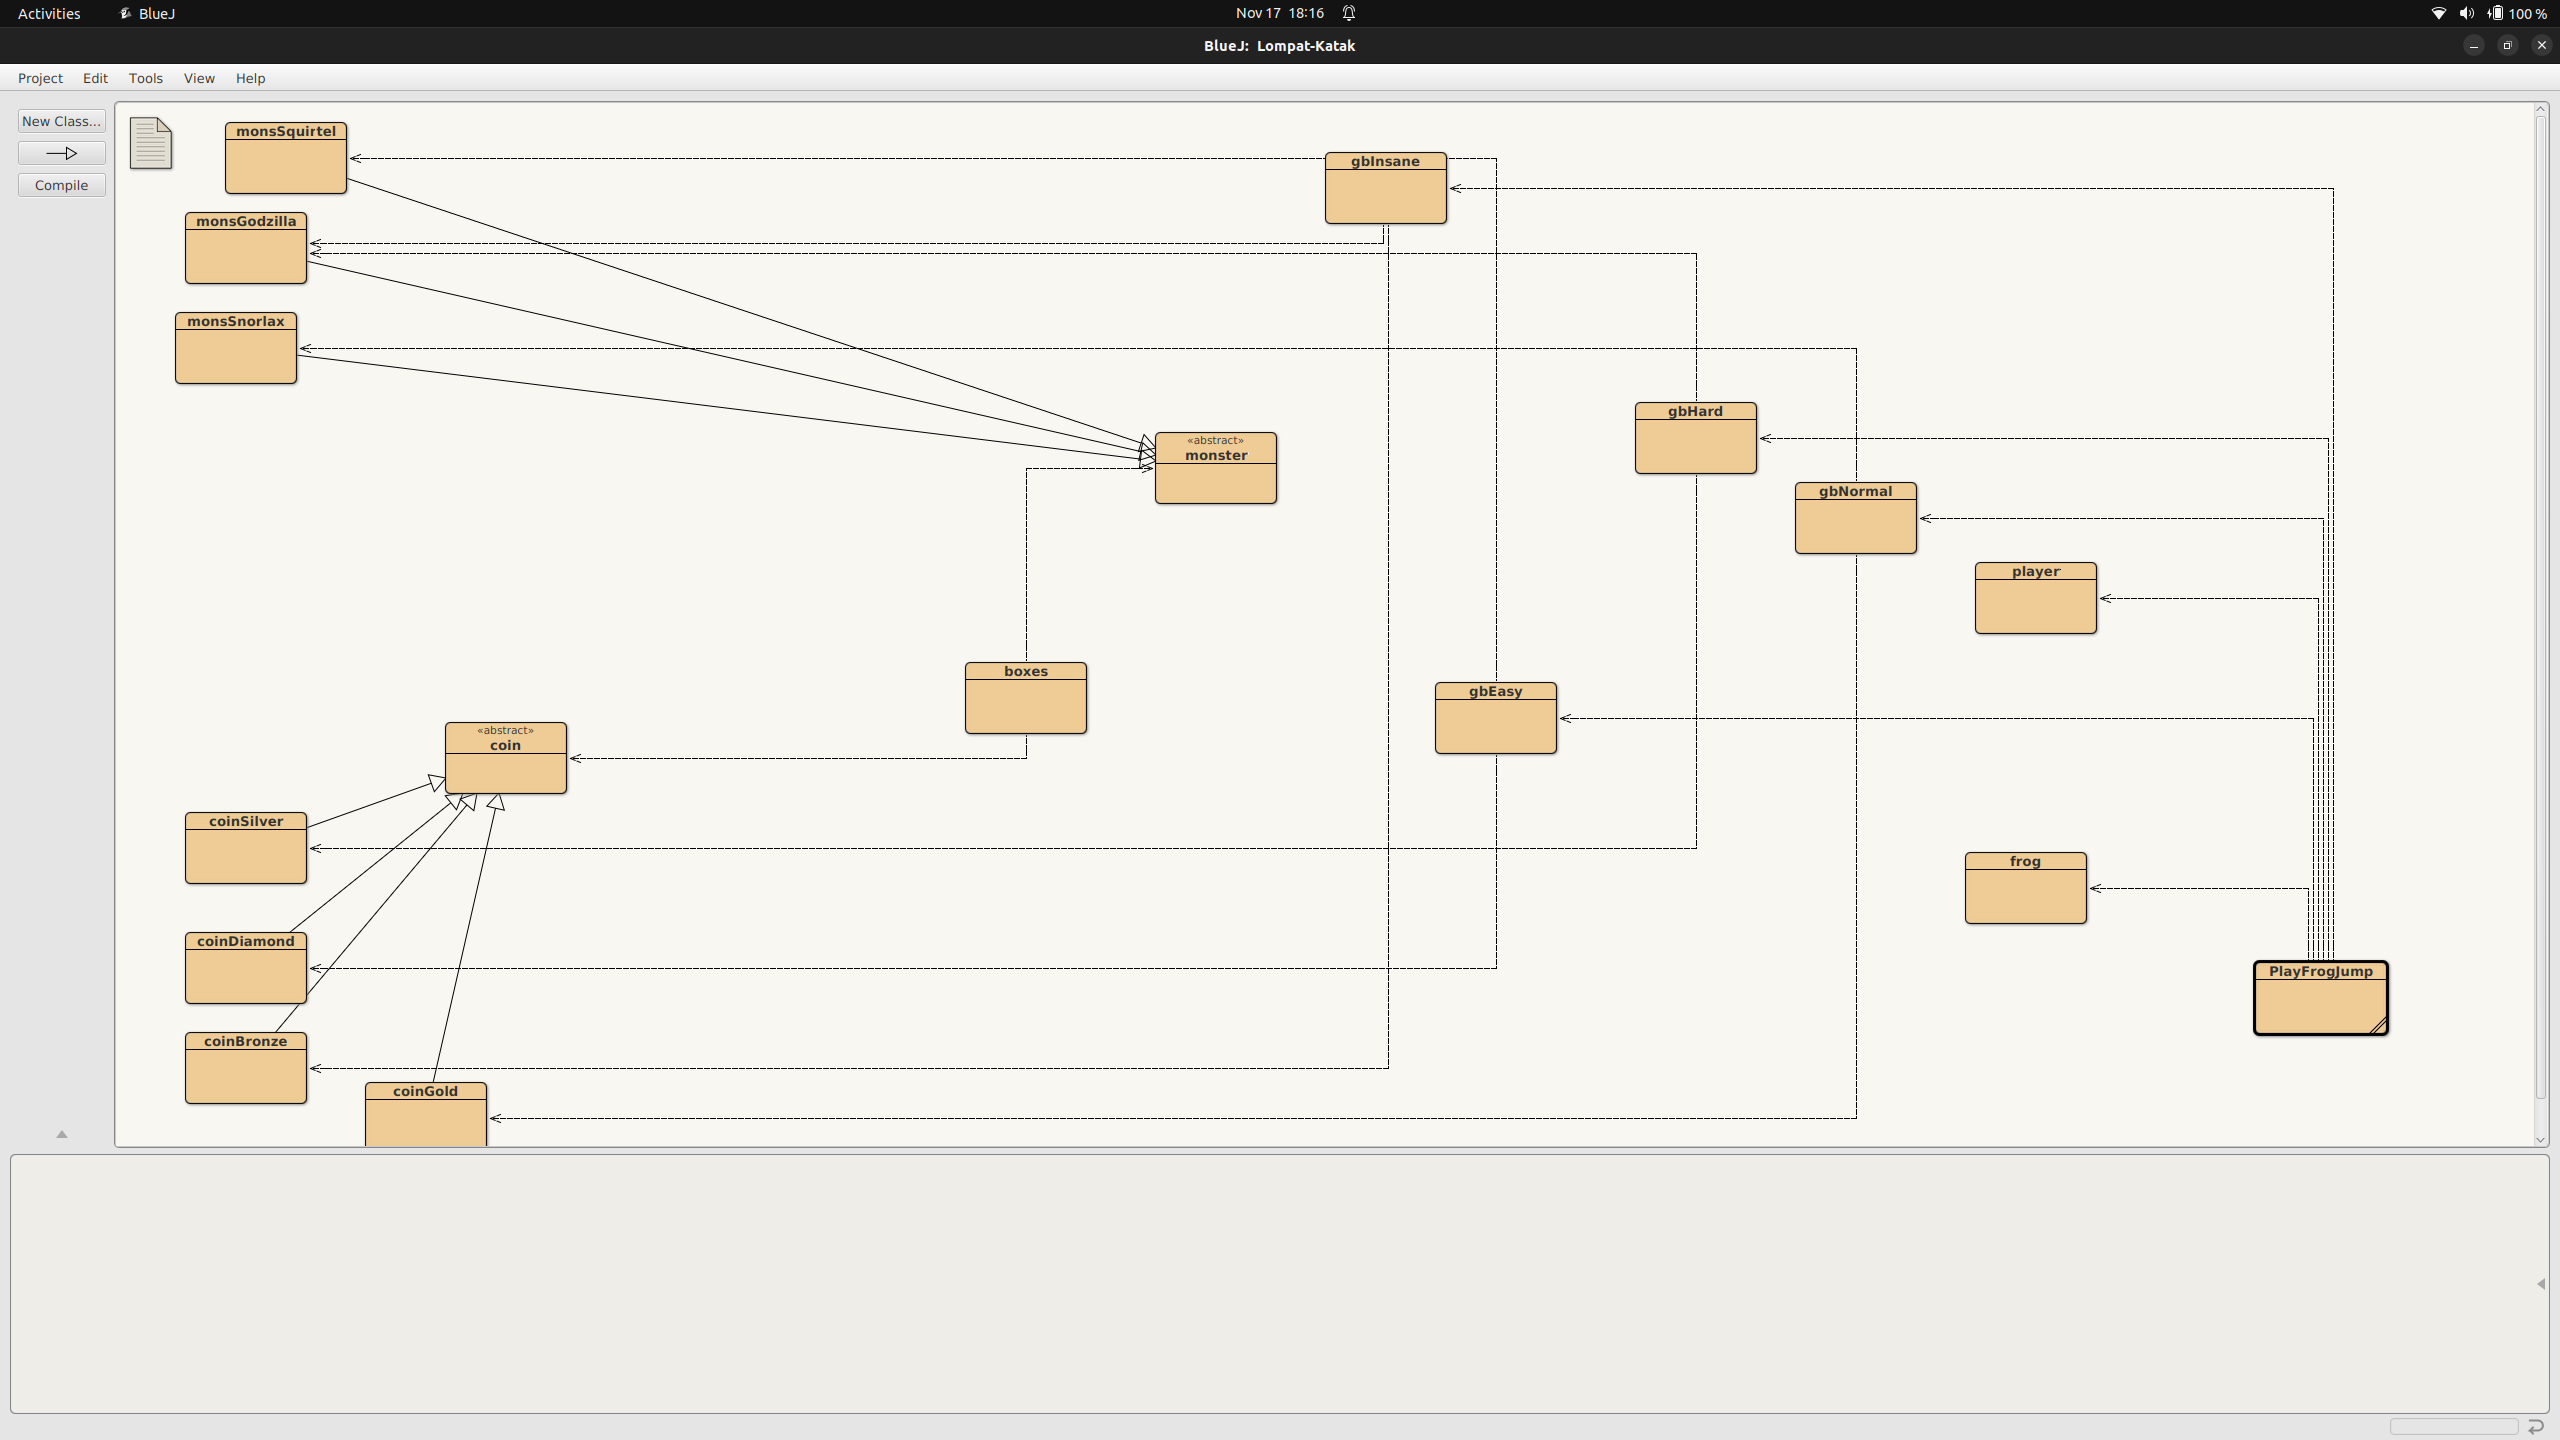 Activities BlueJ Nov 17 18:16 100 %
BlueJ: Lompat-Katak
Project Edit Tools View Help
New Class...
Compile
monsSquirtel
gbInsane
monsGodzilla
monsSnorlax
gbHard
«abstract»
monster
gbNormal
player
boxes
gbEasy
«abstract»
coin
coinSilver
frog
coinDiamond
PlayFrogJump
coinBronze
coinGold